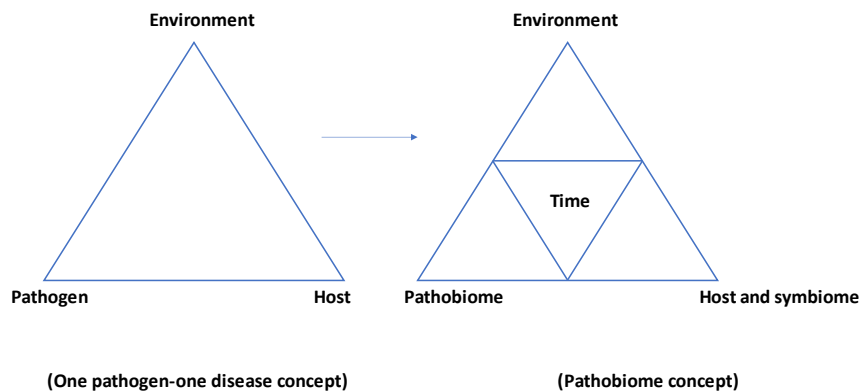 Environment
Environment
Time
Pathogen
Host
Pathobiome
Host and symbiome
(One pathogen-one disease concept)
(Pathobiome concept)